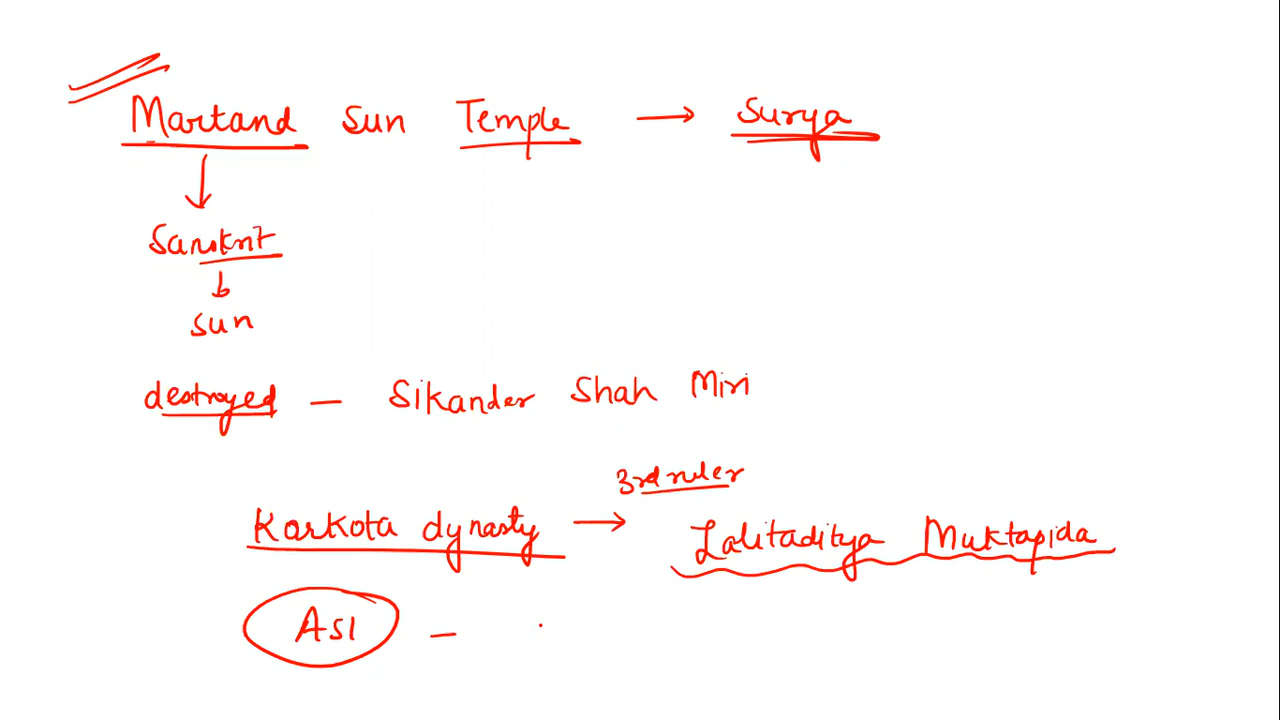 Martand Sun Temple → Surya
↓
Sanskrit
↓
sun
destroyed — Sikander Shah Miri
3rd ruler
Karkota dynasty → Lalitaditya Muktapida
ASI —